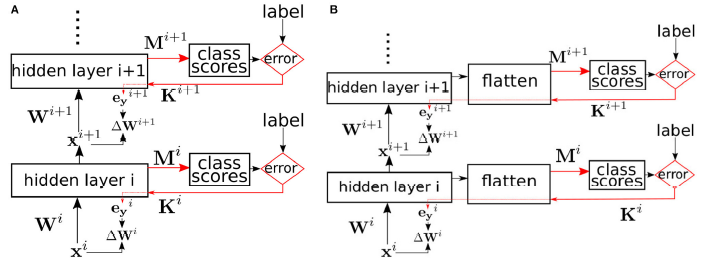 A
label
M^{i+1}
hidden layer i+1
class
scores
error
K^{i+1}
e_y^{i+1}
W^{i+1}
ΔW^{i+1}
x^{i+1}
label
M^i
hidden layer i
class
scores
error
K^i
e_y^i
W^i
ΔW^i
x^i
B
label
M^{i+1}
hidden layer i+1
flatten
class
scores
error
K^{i+1}
e_y^{i+1}
W^{i+1}
ΔW^{i+1}
x^{i+1}
label
M^i
hidden layer i
flatten
class
scores
error
K^i
e_y^i
W^i
ΔW^i
x^i